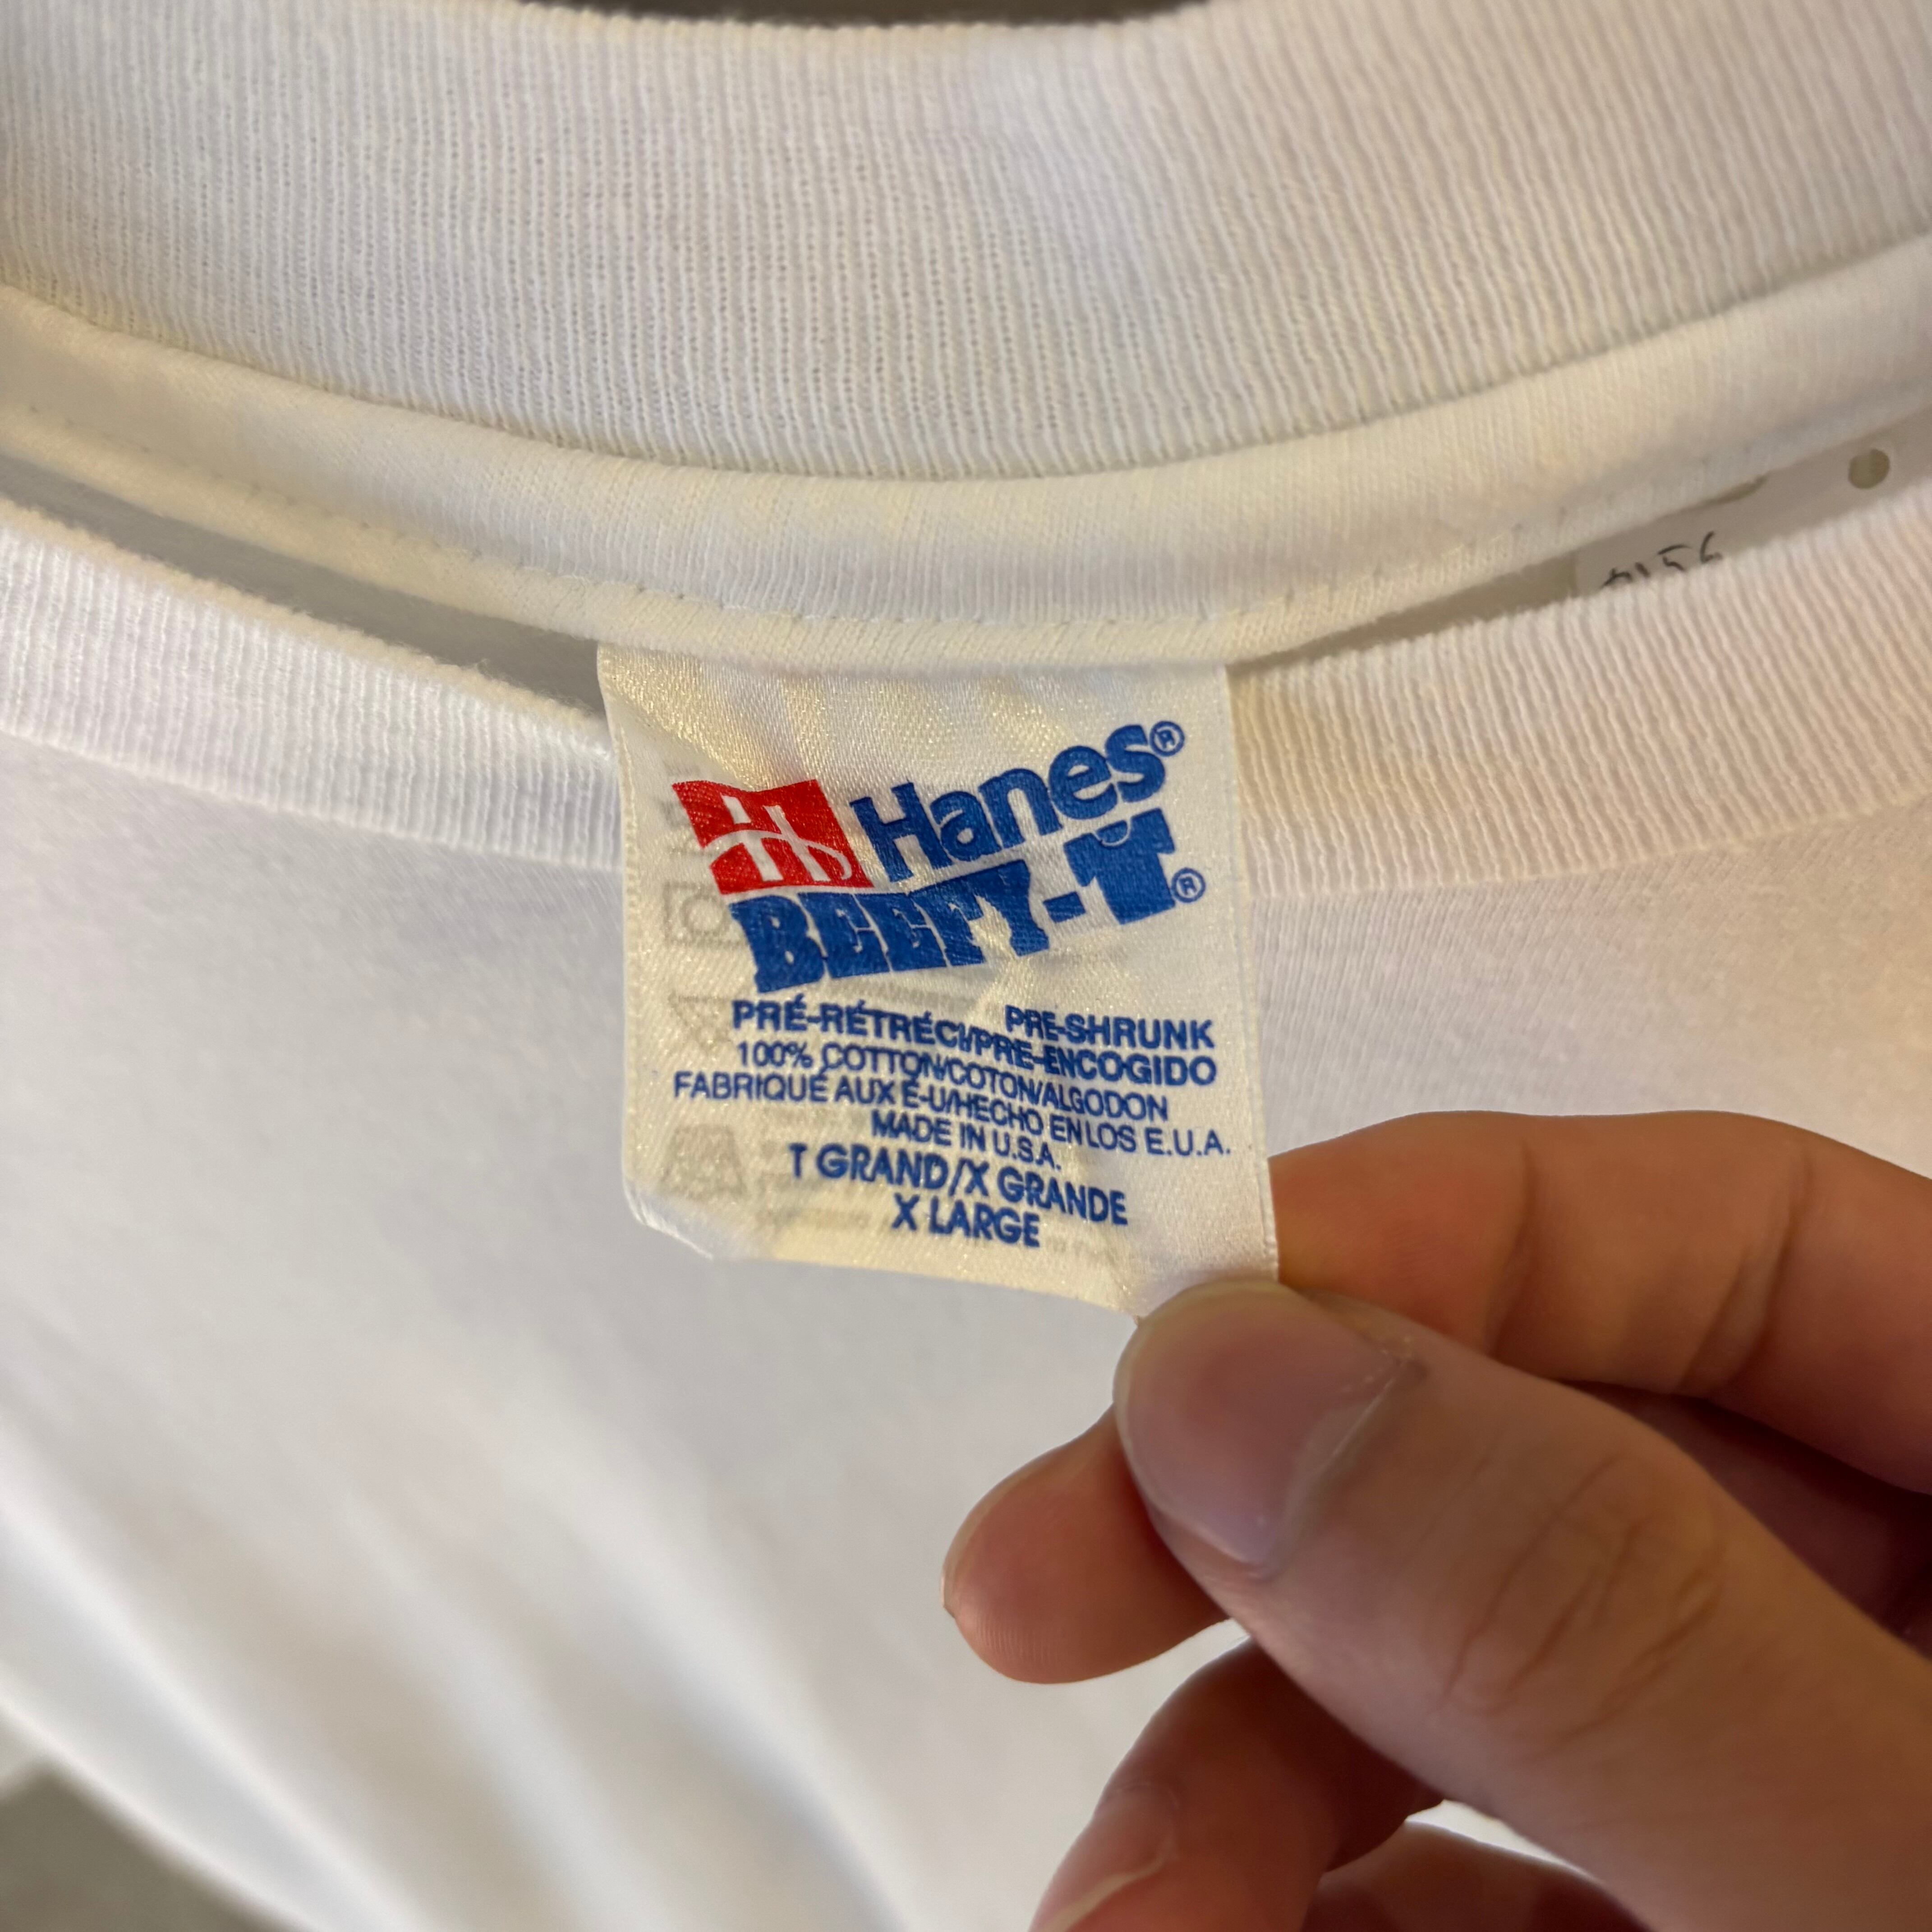 Hanes®
BEEFY-T®
PRE-SHRUNK
PRÉ-RÉTRÉCI/PRE-ENCOGIDO
100% COTTON/COTON/ALGODON
FABRIQUÉ AUX É-U/HECHO EN LOS E.U.A.
MADE IN U.S.A.
T GRAND/X GRANDE
X LARGE